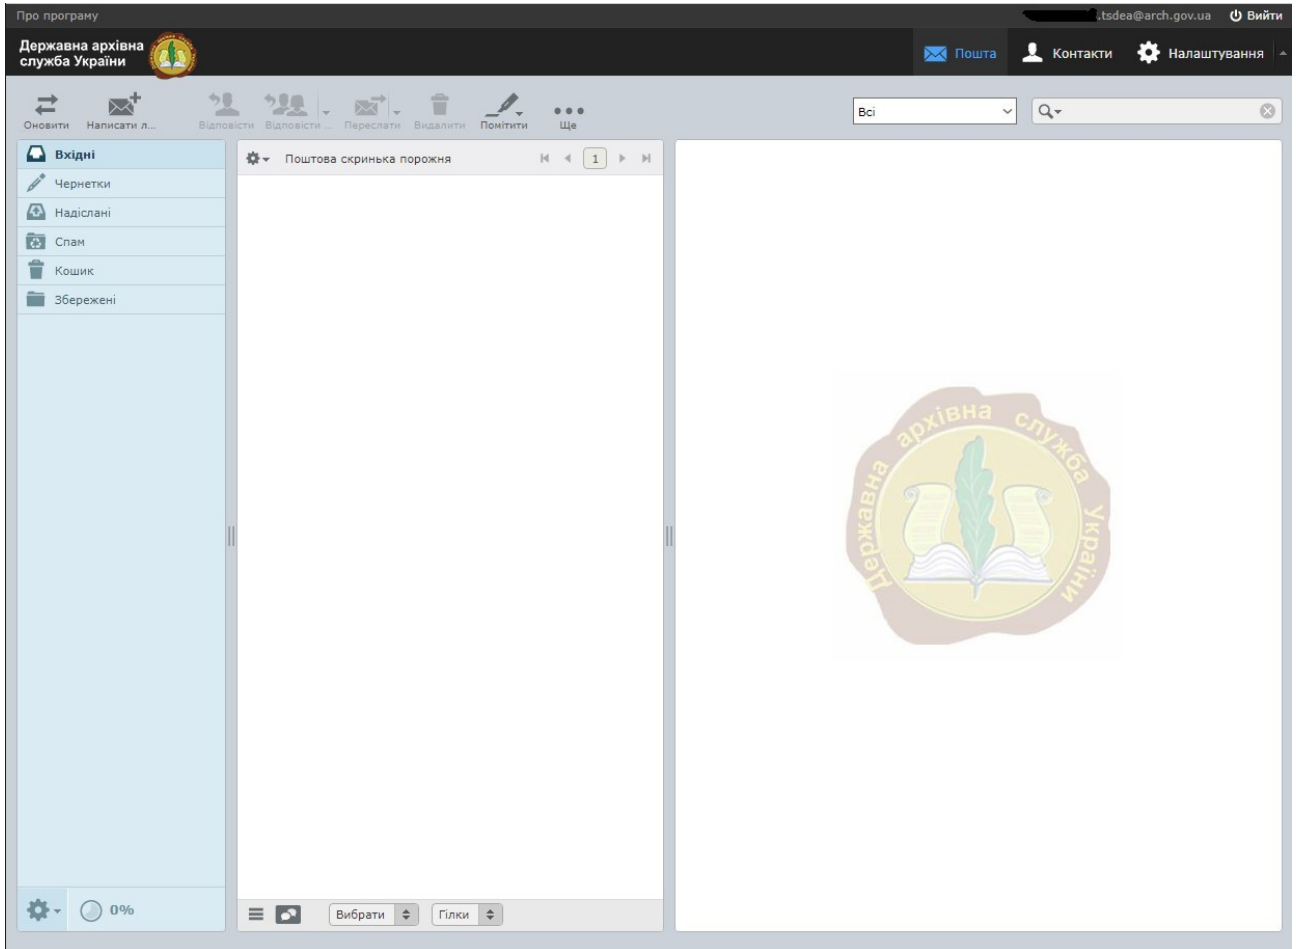 Про програму
.tsdea@arch.gov.ua Вийти
Державна архівна
служба України
Пошта Контакти Налаштування
Оновити Написати л... Відповісти Відповісти ... Переслати Видалити Помітити Ще
Всі
Вхідні
Чернетки
Надіслані
Спам
Кошик
Збережені
Поштова скринька порожня 1
Державна архівна служба України
0%
Вибрати Гілки